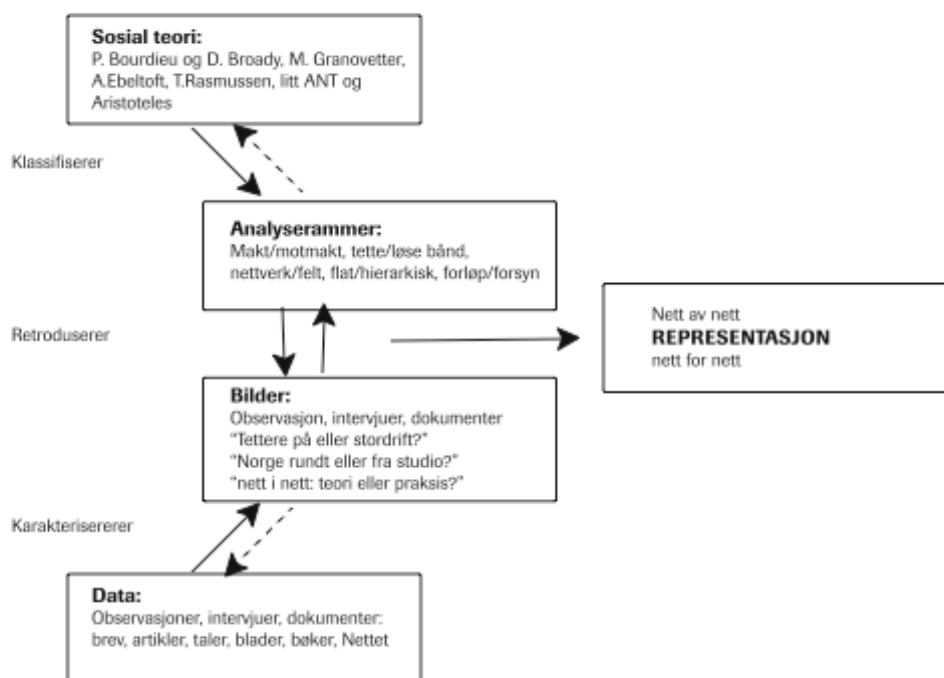 Sosial teori:
P. Bourdieu og D. Broady, M. Granovetter,
A.Ebeltoft, T.Rasmussen, litt ANT og
Aristoteles
Klassifiserer
Analyserammer:
Makt/motmakt, tette/løse bånd,
nettverk/felt, flat/hierarkisk, forløp/forsyn
Retroduserer
Nett av nett
REPRESENTASJON
nett for nett
Bilder:
Observasjon, intervjuer, dokumenter
“Tettere på eller stordrift?”
“Norge rundt eller fra studio?”
“nett i nett: teori eller praksis?”
Karakterisererer
Data:
Observasjoner, intervjuer, dokumenter:
brev, artikler, taler, blader, bøker, Nettet